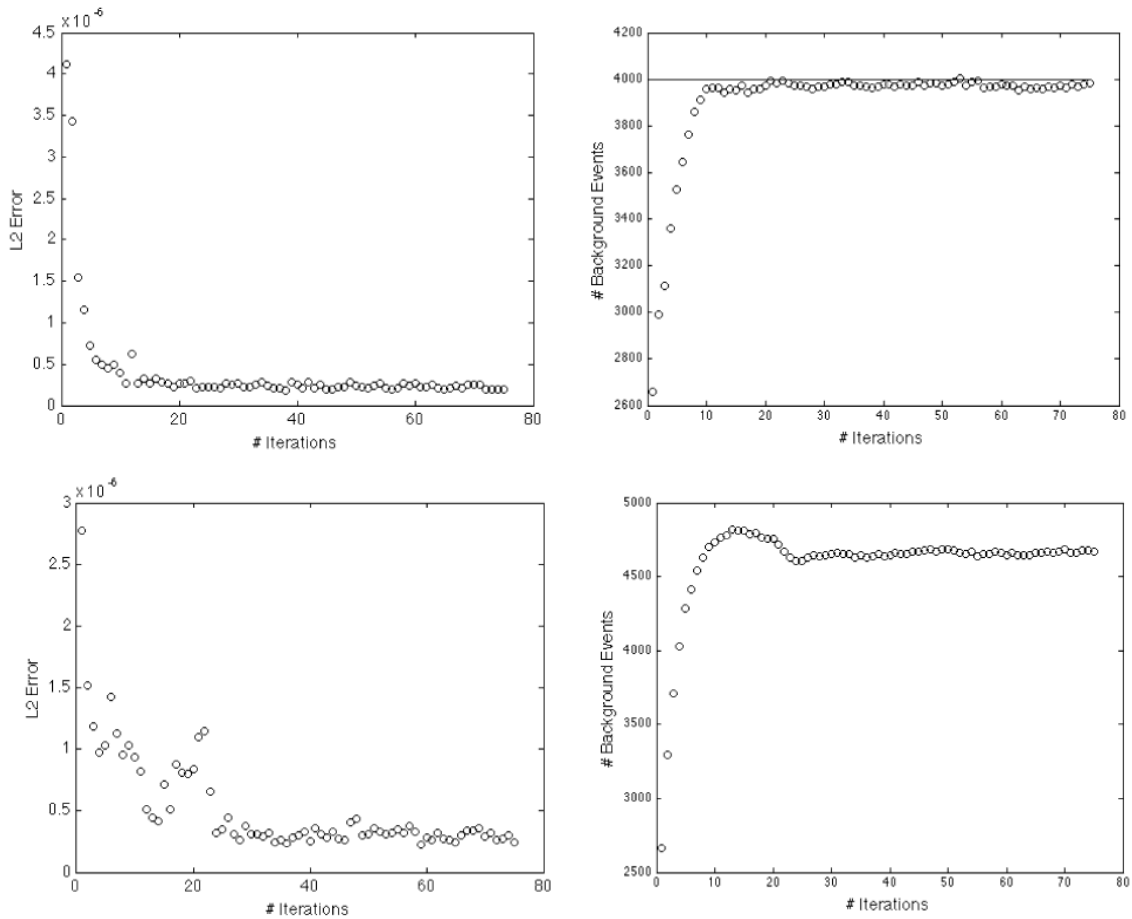 ×10⁻⁶
4.5
4
3.5
3
2.5
2
1.5
1
0.5
0
0 20 40 60 80
L2 Error
# Iterations
4200
4000
3800
3600
3400
3200
3000
2800
2600
0 10 20 30 40 50 60 70 80
# Background Events
# Iterations
×10⁻⁶
3
2.5
2
1.5
1
0.5
0
0 20 40 60 80
L2 Error
# Iterations
5000
4500
4000
3500
3000
2500
0 10 20 30 40 50 60 70 80
# Background Events
# Iterations